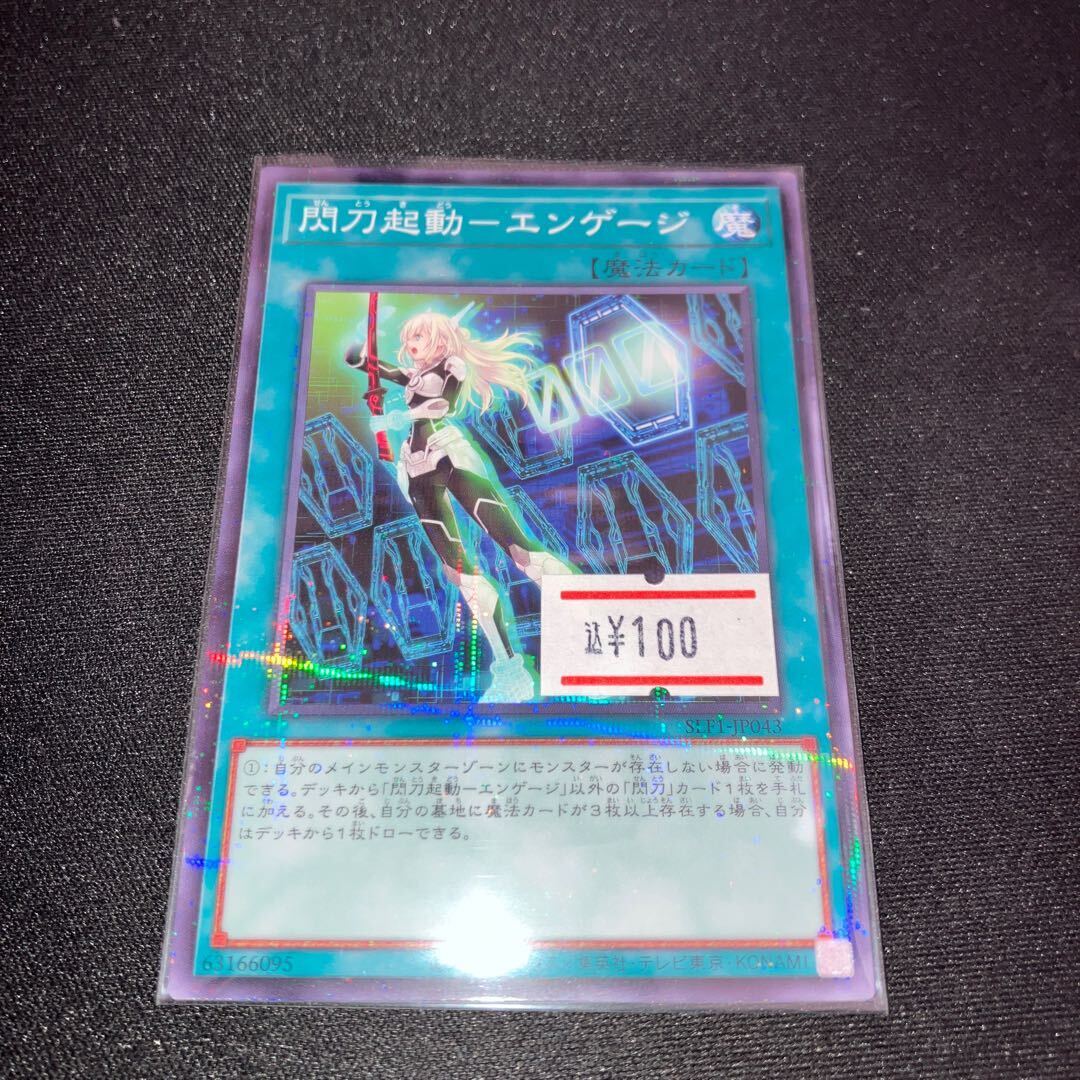 閃刀起動－エンゲージ 魔
【魔法カード】
込¥100
SLP1-JP043
①：自分のメインモンスターゾーンにモンスターが存在しない場合に発動
できる。デッキから「閃刀起動－エンゲージ」以外の「閃刀」カード1枚を手札
に加える。その後、自分の墓地に魔法カードが3枚以上存在する場合、自分
はデッキから1枚ドローできる。
63166095
集英社・テレビ東京・KONAMI